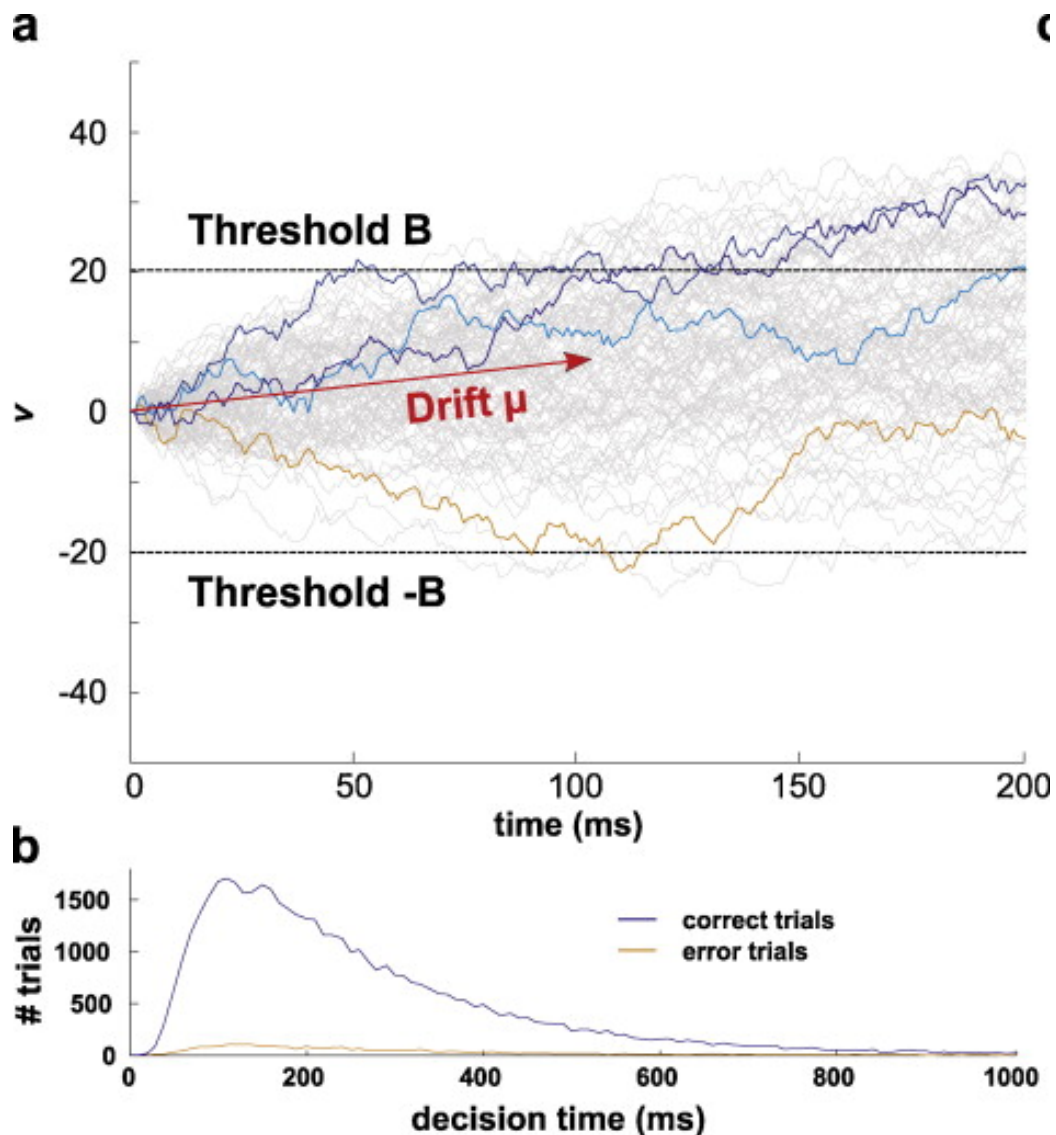 a
c
40
Threshold B
20
v
0
Drift μ
-20
Threshold -B
-40
0 50 100 150 200
time (ms)
b
# trials
1500
1000
500
0
correct trials
error trials
0 200 400 600 800 1000
decision time (ms)